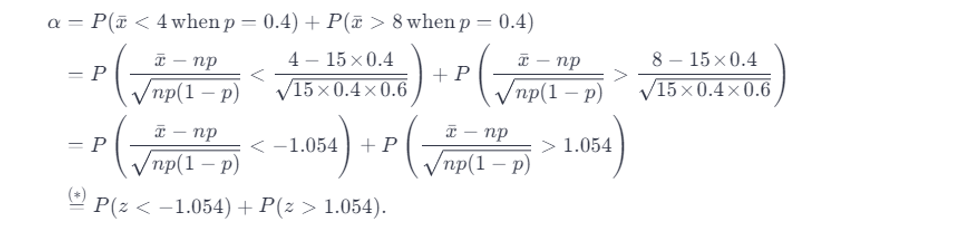 α = P(x̄ < 4 when p = 0.4) + P(x̄ > 8 when p = 0.4)
= P( (x̄ − np)/√(np(1 − p)) < (4 − 15×0.4)/√(15×0.4×0.6) ) + P( (x̄ − np)/√(np(1 − p)) > (8 − 15×0.4)/√(15×0.4×0.6) )
= P( (x̄ − np)/√(np(1 − p)) < −1.054 ) + P( (x̄ − np)/√(np(1 − p)) > 1.054 )
(∗)= P(z < −1.054) + P(z > 1.054).